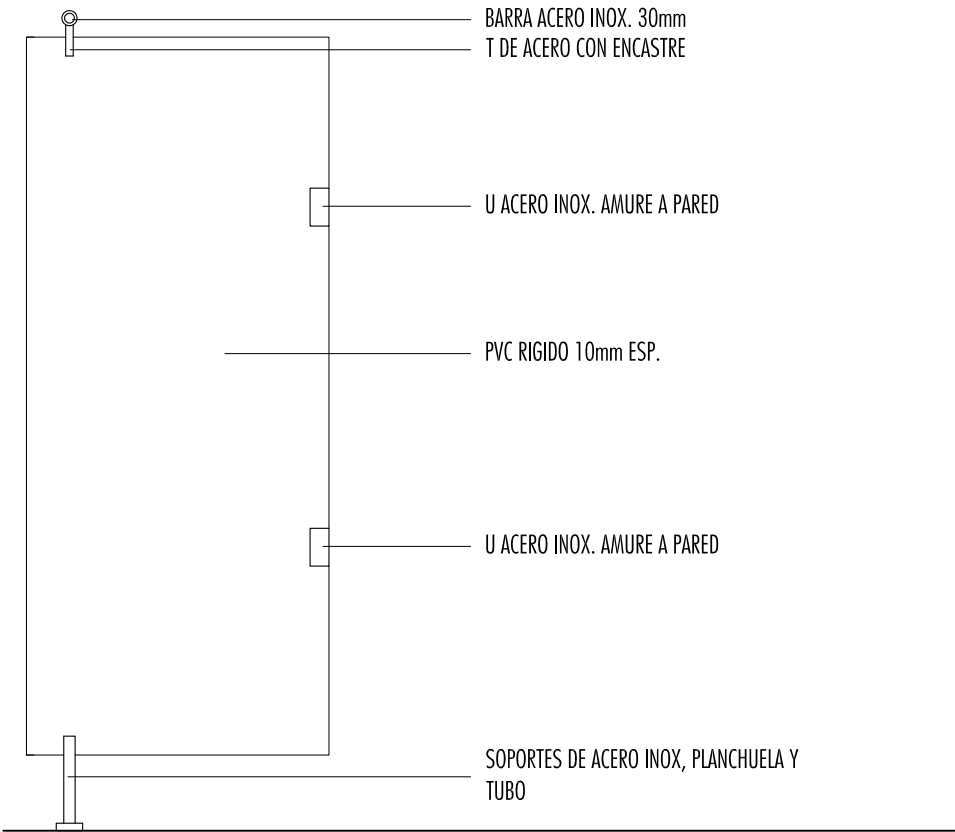 BARRA ACERO INOX. 30mm
T DE ACERO CON ENCASTRE
U ACERO INOX. AMURE A PARED
PVC RIGIDO 10mm ESP.
U ACERO INOX. AMURE A PARED
SOPORTES DE ACERO INOX, PLANCHUELA Y
TUBO